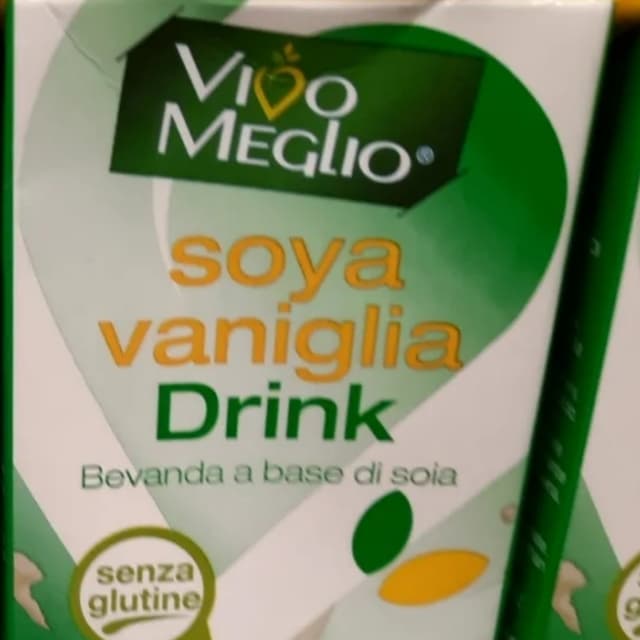 VIVO
MEGLIO®
soya
vaniglia
Drink
Bevanda a base di soia
senza
glutine